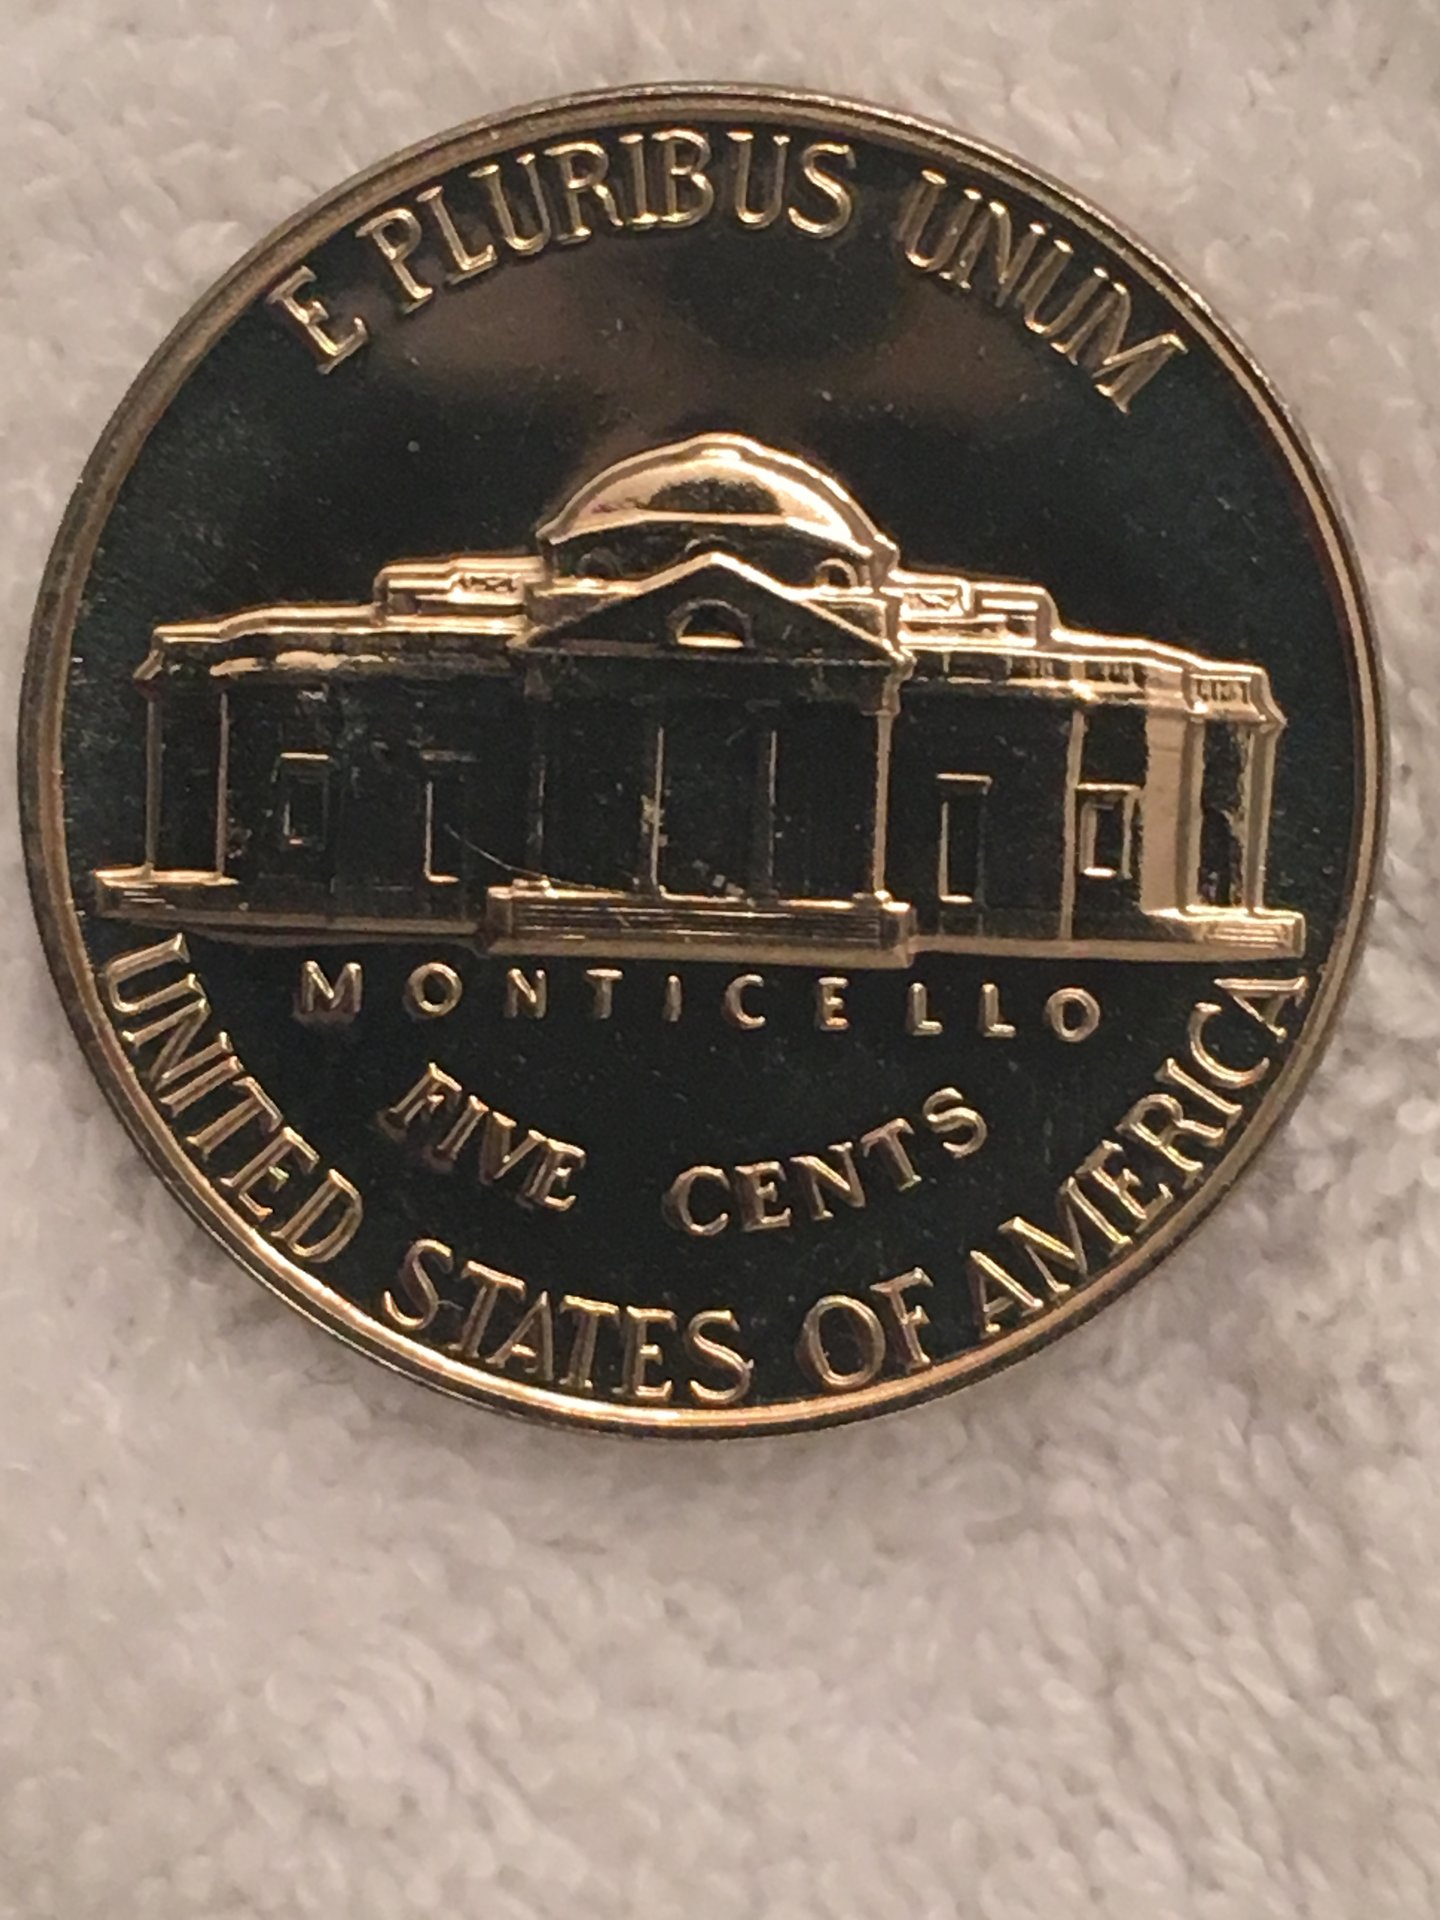 E PLURIBUS UNUM
MONTICELLO
FIVE CENTS
UNITED STATES OF AMERICA